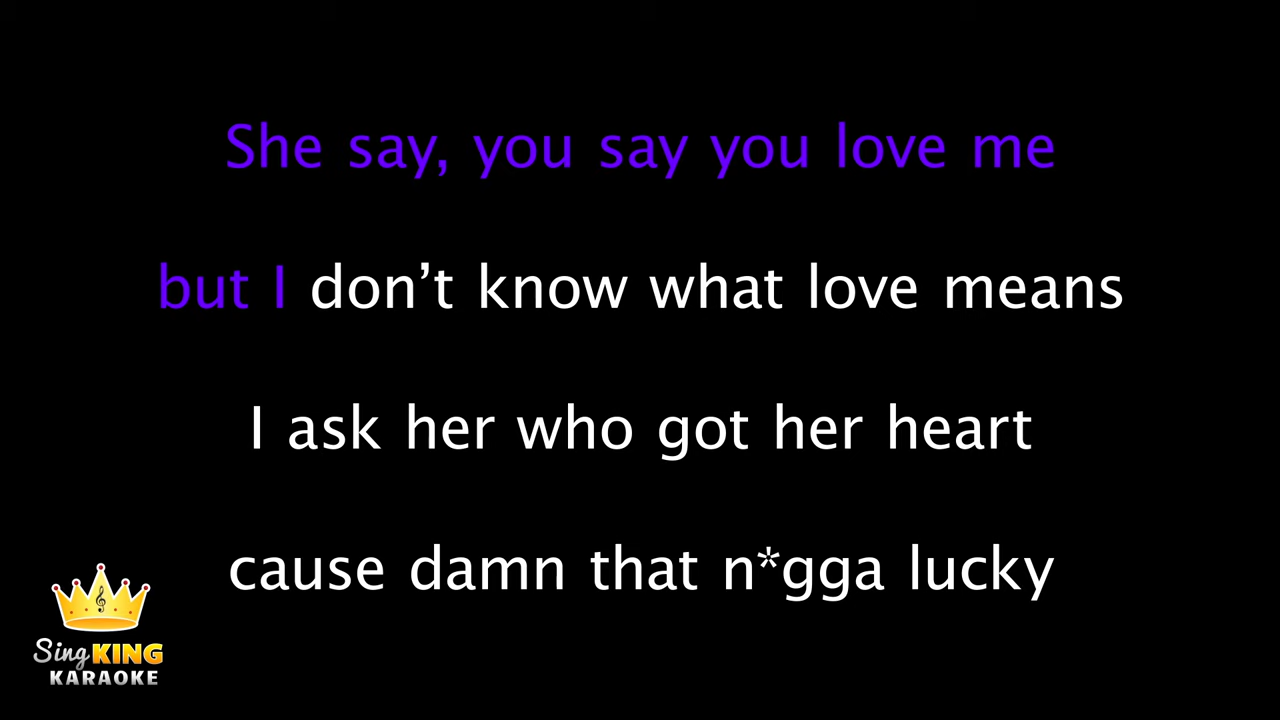 She say, you say you love me
but I don’t know what love means
I ask her who got her heart
cause damn that n*gga lucky
Sing KING
KARAOKE